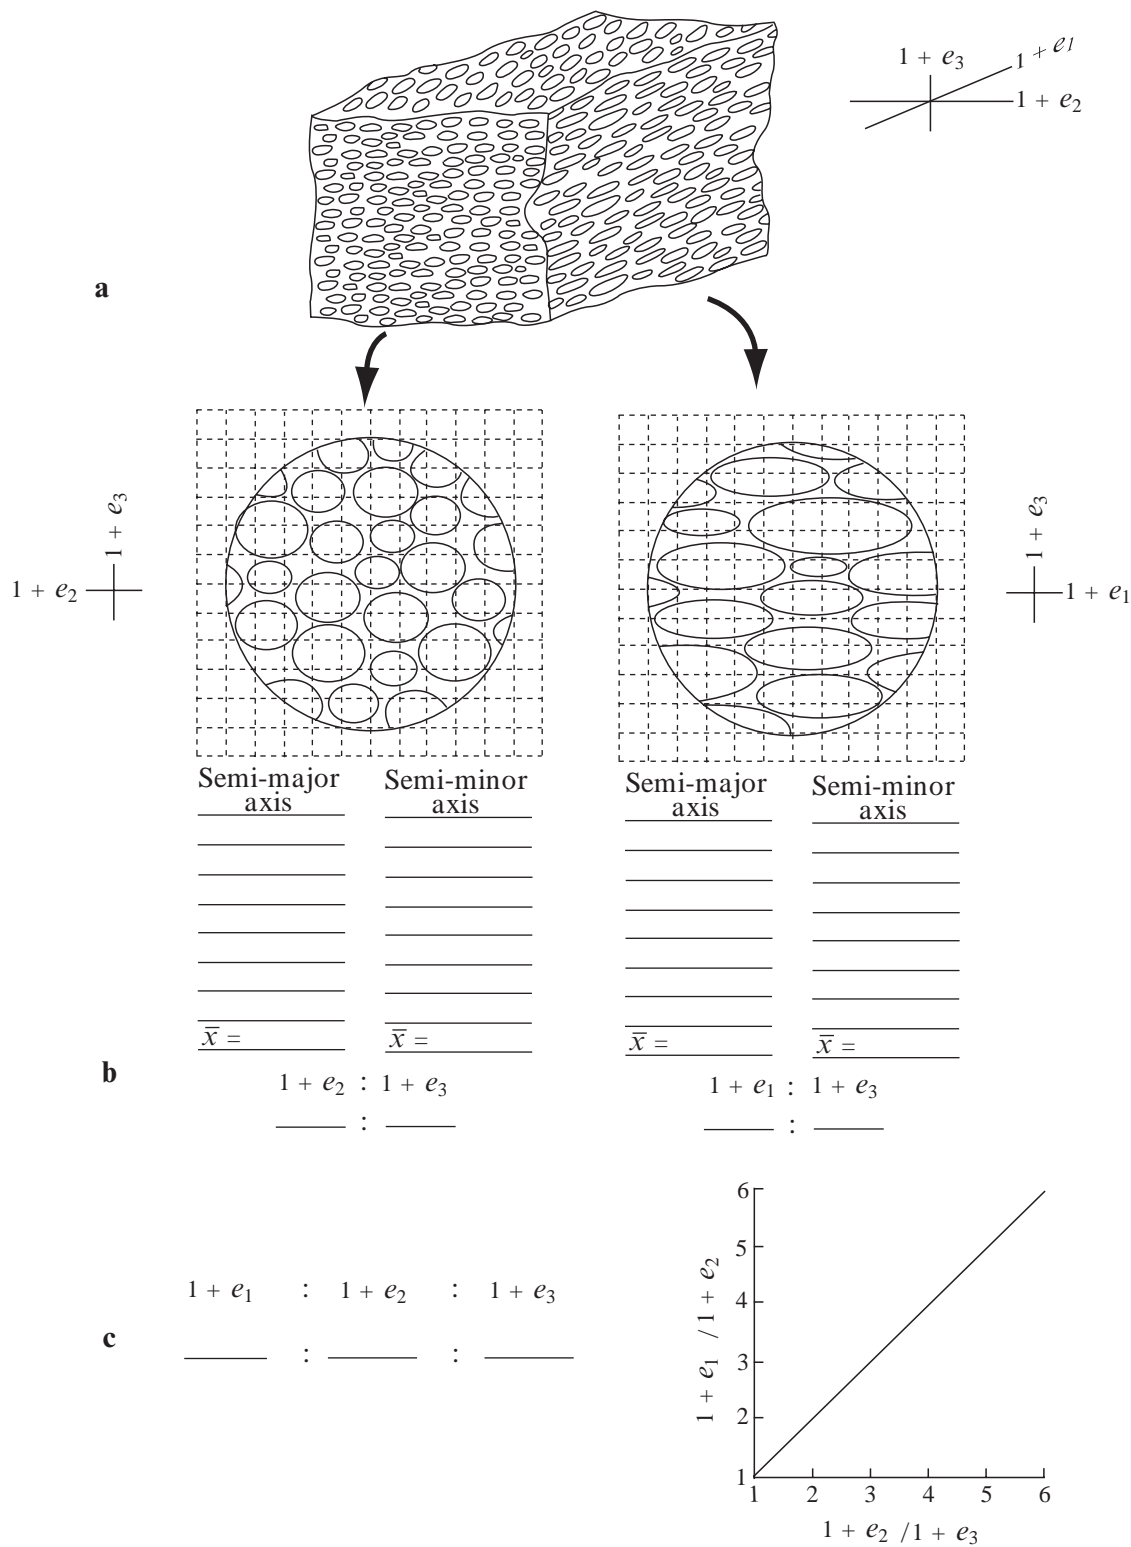 1 + e3
1 + e1
1 + e2
a
1 + e3
1 + e2
1 + e3
1 + e1
Semi-major axis
Semi-minor axis
Semi-major axis
Semi-minor axis
x̅ =
x̅ =
x̅ =
x̅ =
b
1 + e2 : 1 + e3
:
1 + e1 : 1 + e3
:
1 + e1 : 1 + e2 : 1 + e3
c
: :
1 + e1 / 1 + e2
6
5
4
3
2
1
1 2 3 4 5 6
1 + e2 /1 + e3